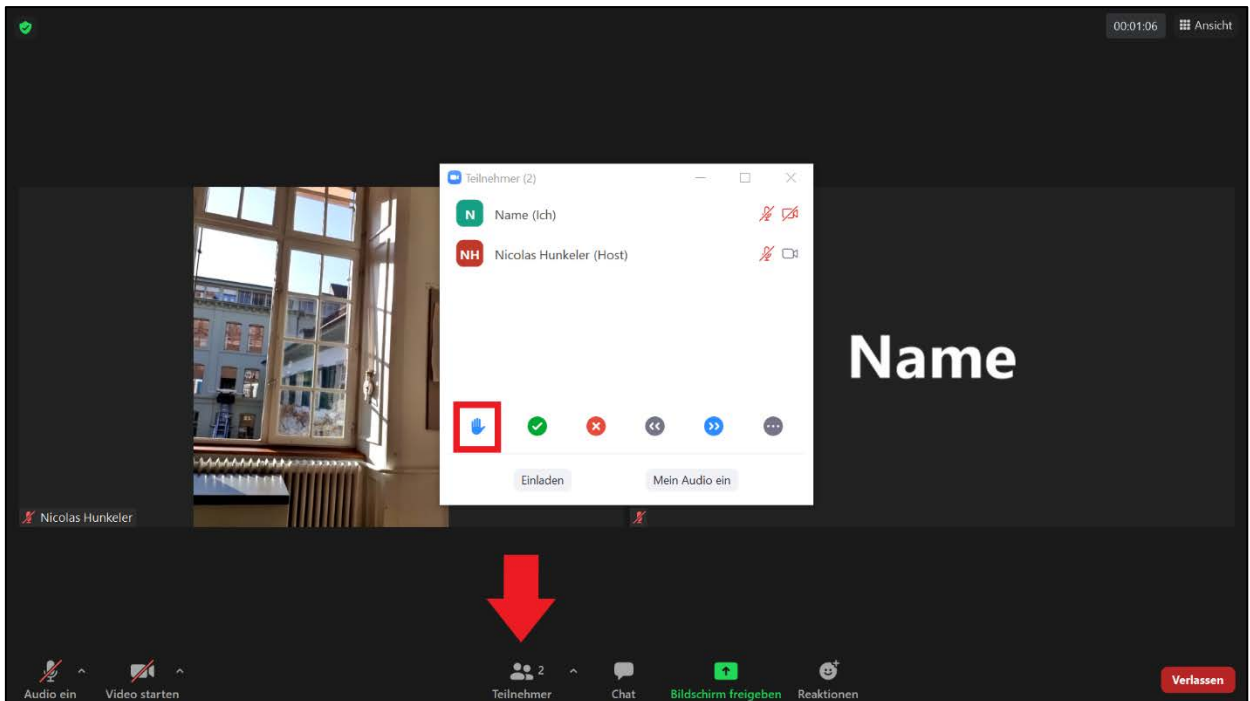 00:01:06 Ansicht
Teilnehmer (2)
N Name (Ich)
NH Nicolas Hunkeler (Host)
Name
Einladen Mein Audio ein
Nicolas Hunkeler
2
Audio ein Video starten Teilnehmer Chat Bildschirm freigeben Reaktionen
Verlassen